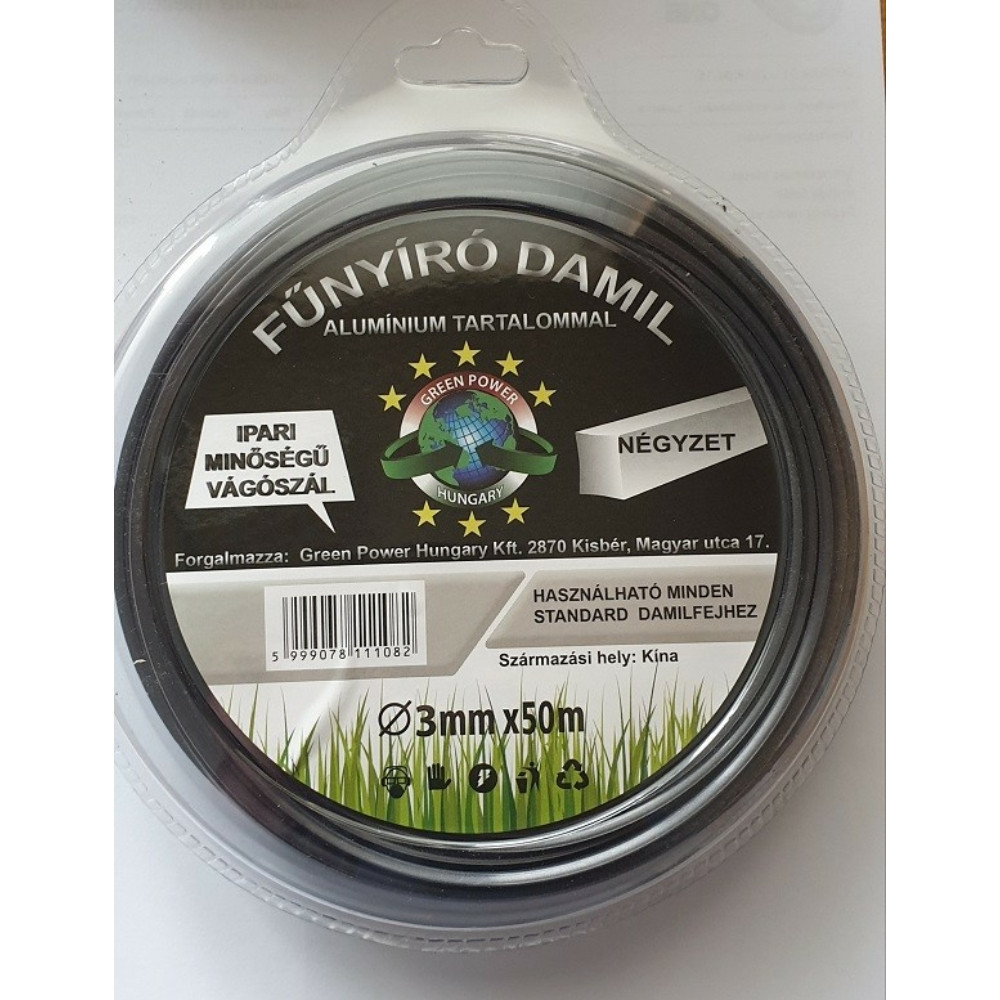 FŰNYÍRÓ DAMIL
ALUMÍNIUM TARTALOMMAL
GREEN POWER
HUNGARY
IPARI
MINŐSÉGŰ
VÁGÓSZÁL
NÉGYZET
Forgalmazza: Green Power Hungary Kft. 2870 Kisbér, Magyar utca 17.
HASZNÁLHATÓ MINDEN
STANDARD DAMILFEJHEZ
5 999078 111082
Származási hely: Kína
Ø3mm x50m